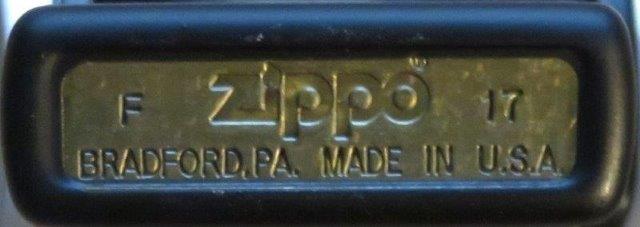 F Zippo® 17
BRADFORD, PA. MADE IN U.S.A.